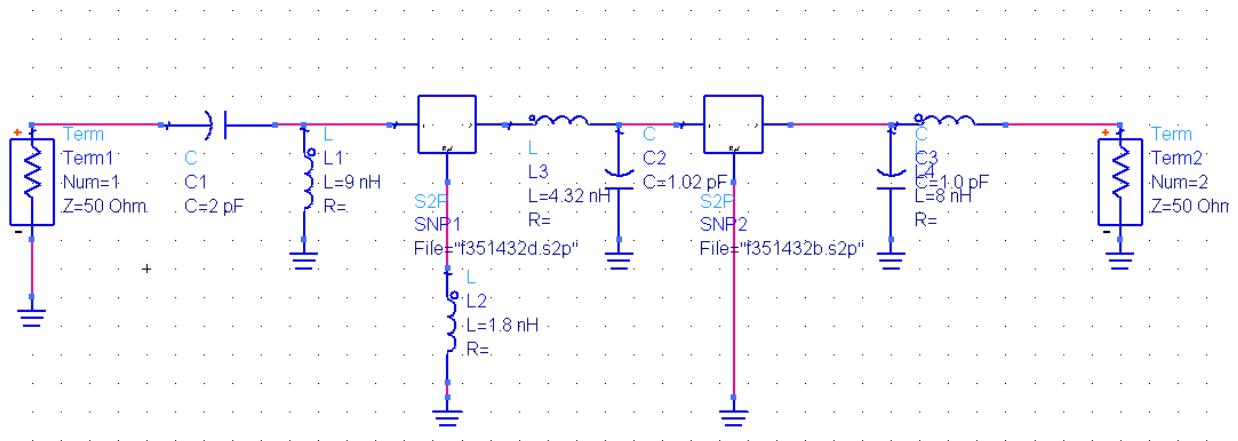 Term
Term1
Num=1
Z=50 Ohm
C
C1
C=2 pF
L
L1
L=9 nH
R=
S2P
SNP1
File="f351432d.s2p"
L
L2
L=1.8 nH
R=
L
L3
L=4.32 nH
R=
C
C2
C=1.02 pF
S2P
SNP2
File="f351432b.s2p"
C
C3
C=1.0 pF
L
L4
L=8 nH
R=
Term
Term2
Num=2
Z=50 Ohm